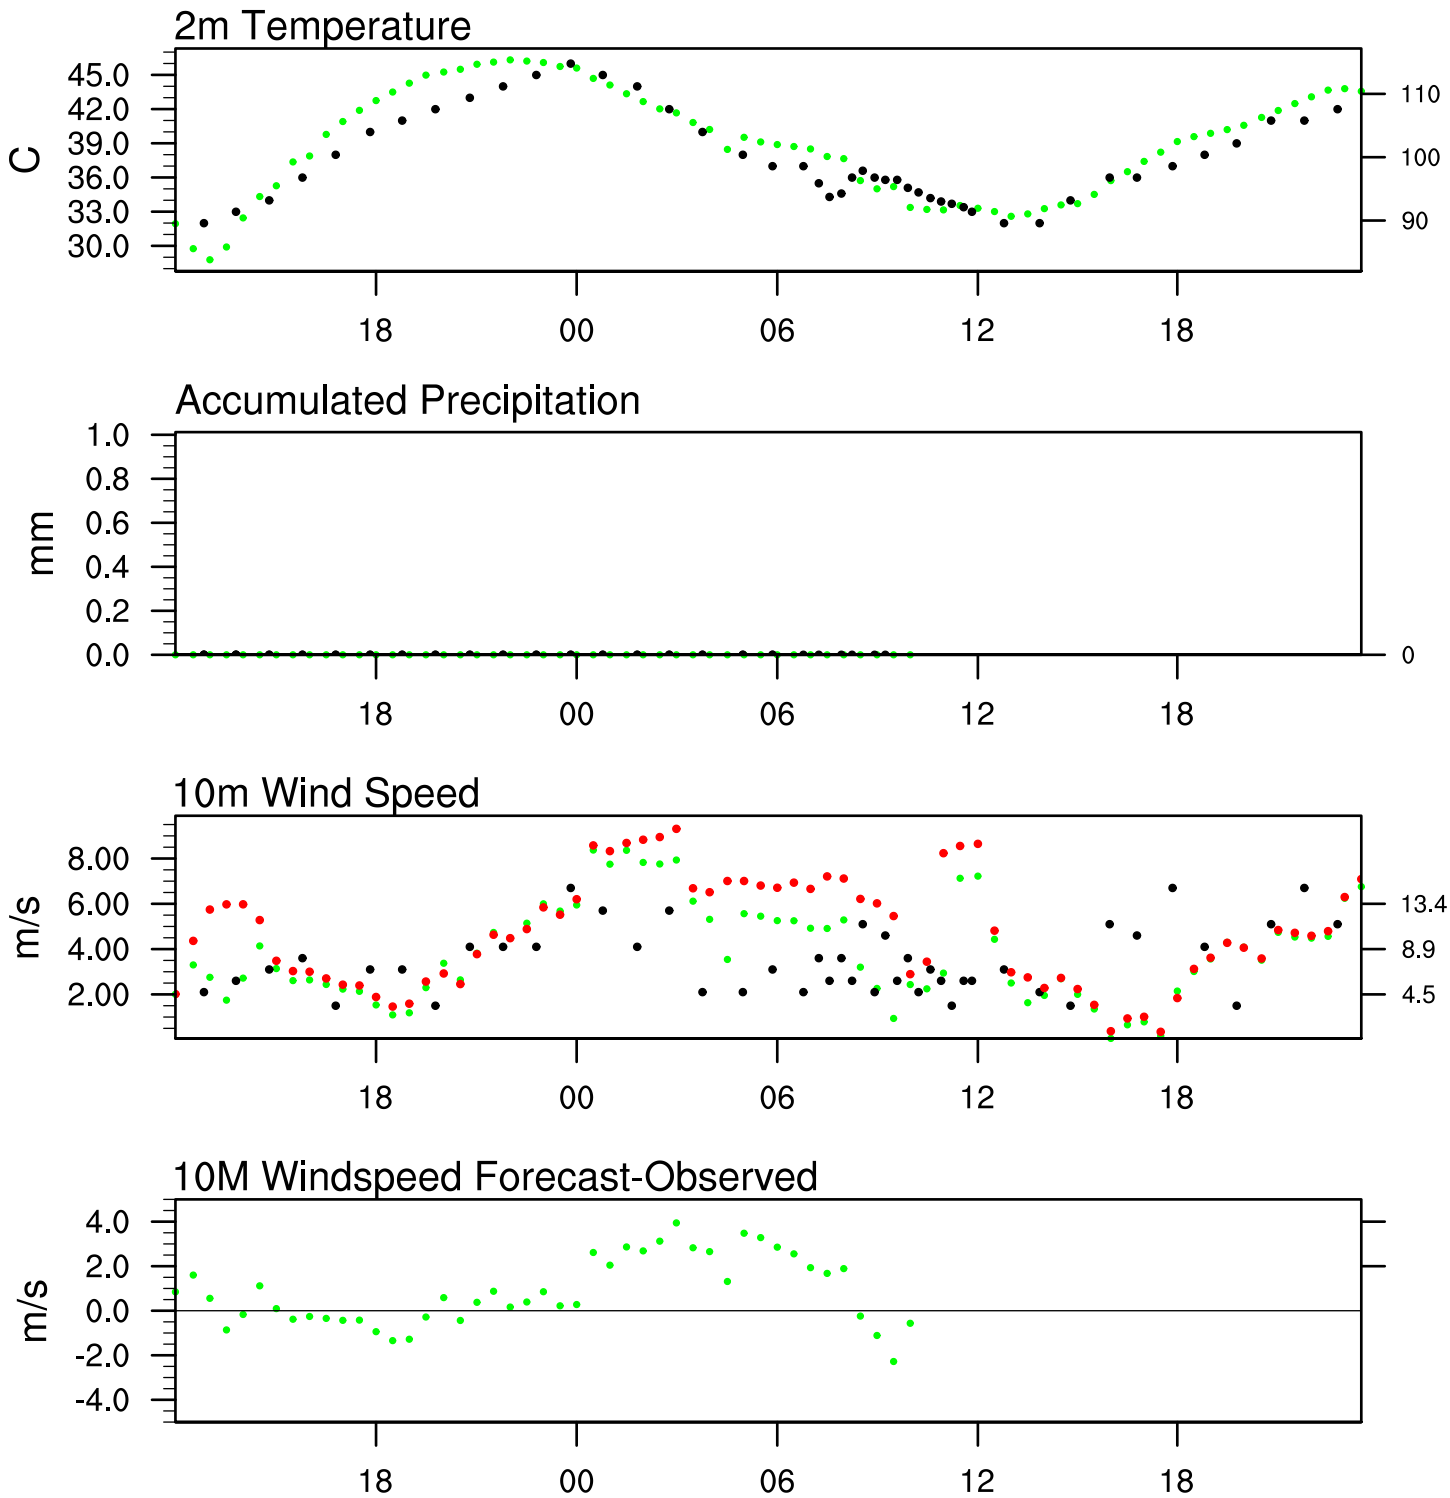 2m Temperature
45.0
42.0
39.0
36.0
33.0
30.0
C
110
100
90
18 00 06 12 18
Accumulated Precipitation
1.0
0.8
0.6
0.4
0.2
0.0
mm
0
18 00 06 12 18
10m Wind Speed
8.00
6.00
4.00
2.00
m/s
13.4
8.9
4.5
18 00 06 12 18
10M Windspeed Forecast-Observed
4.0
2.0
0.0
-2.0
-4.0
m/s
18 00 06 12 18